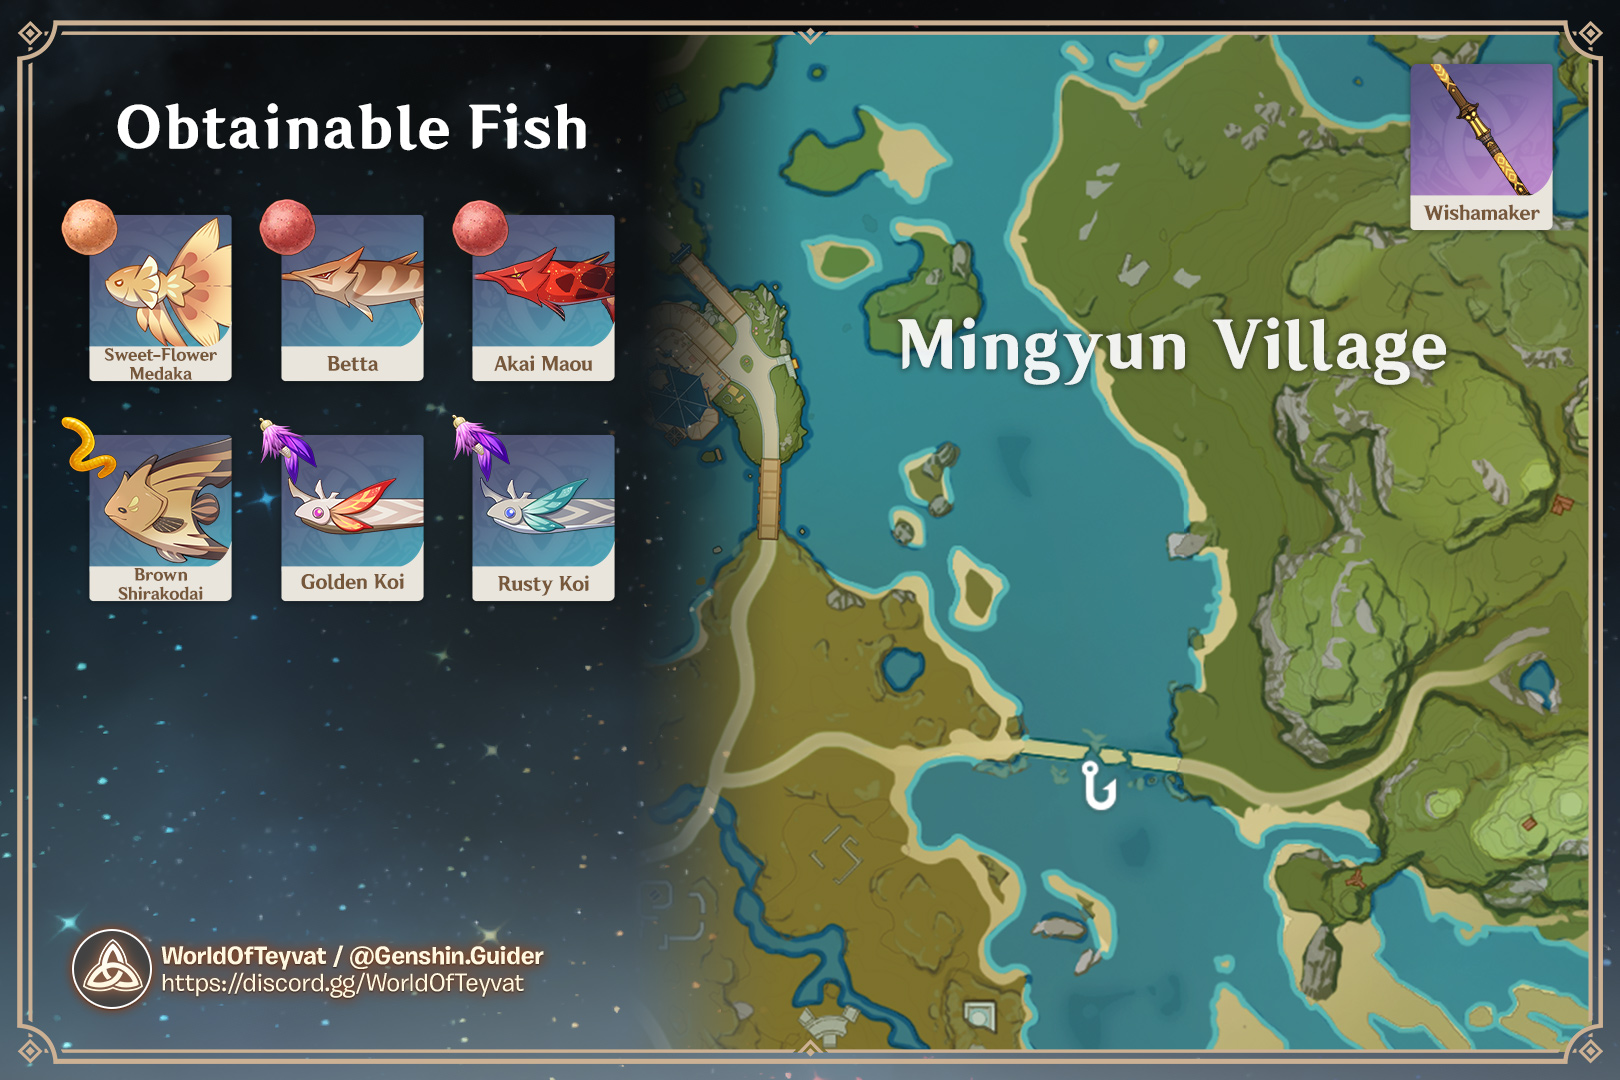 Obtainable Fish
Wishamaker
Mingyun Village
Sweet-Flower
Medaka
Betta
Akai Maou
Brown
Shirakodai
Golden Koi
Rusty Koi
WorldOfTeyvat / @Genshin.Guider
https://discord.gg/WorldOfTeyvat